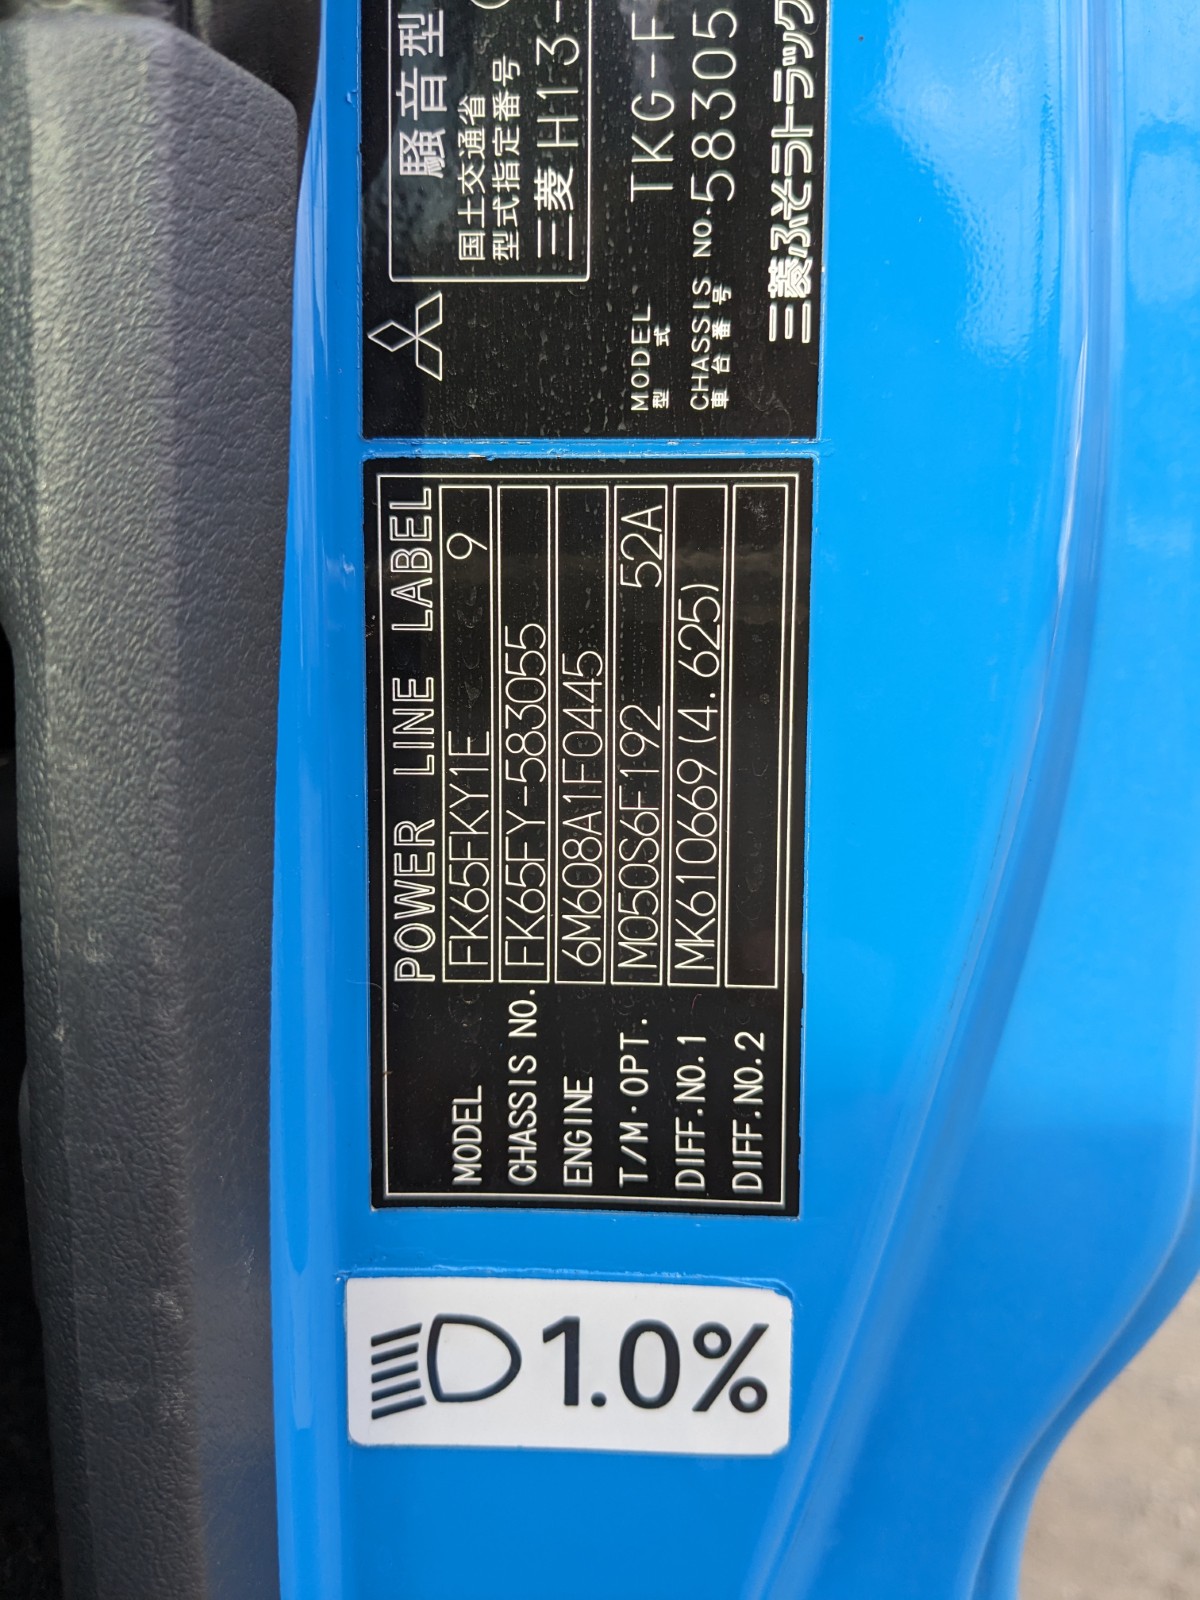 騒音型
国土交通省
型式指定番号
三菱 H13-
MODEL TKG-F
型式
CHASSIS NO. 58305
車台番号
三菱ふそうトラック
POWER LINE LABEL
MODEL FK65FKY1E 9
CHASSIS NO. FK65FY-583055
ENGINE 6M608A1F0445
T/M·OPT. M050S6F192 52A
DIFF.NO.1 MK610669(4.625)
DIFF.NO.2
1.0%